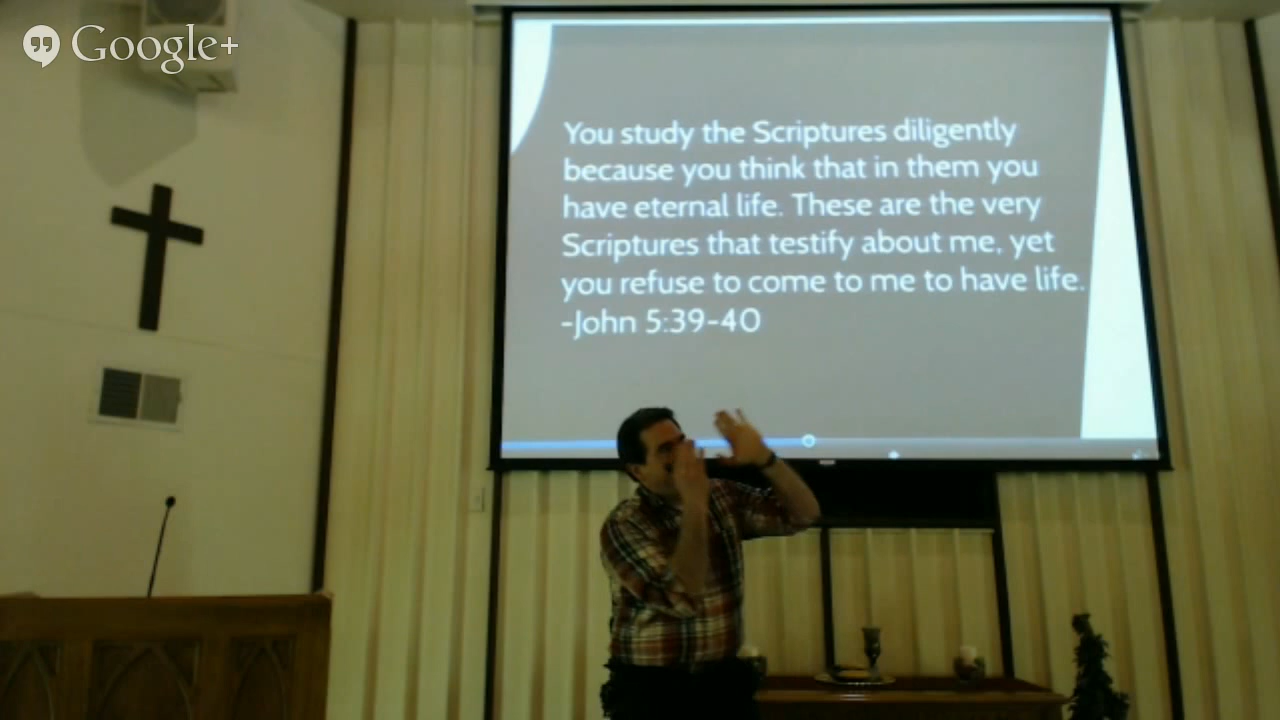 Google+
You study the Scriptures diligently
because you think that in them you
have eternal life. These are the very
Scriptures that testify about me, yet
you refuse to come to me to have life.
-John 5:39-40